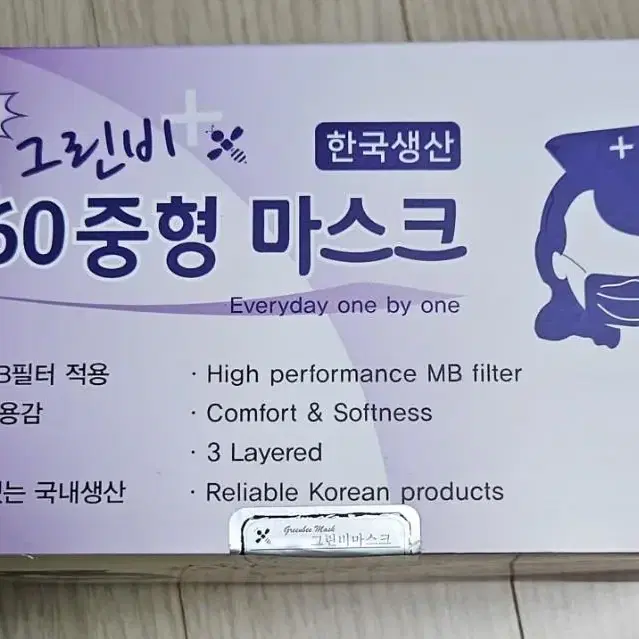 그린비
60중형 마스크
한국생산
Everyday one by one
B필터 적용
· High performance MB filter
용감
· Comfort & Softness
· 3 Layered
있는 국내생산
· Reliable Korean products
Greenbee Mask
그린비마스크